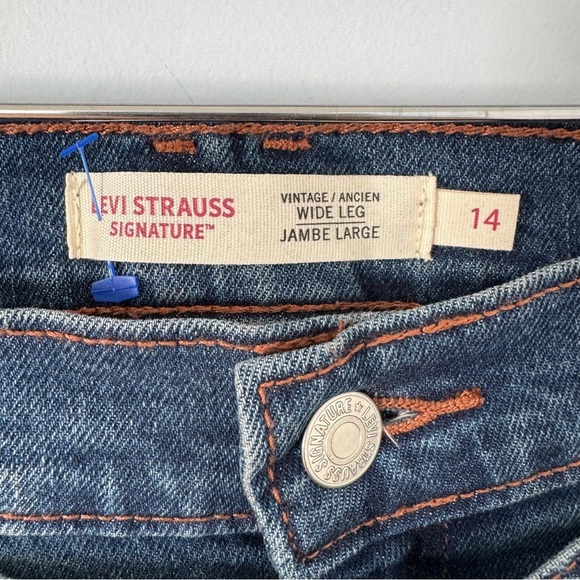 LEVI STRAUSS
SIGNATURE™
VINTAGE / ANCIEN
WIDE LEG
JAMBE LARGE
14
LEVI STRAUSS
SIGNATURE